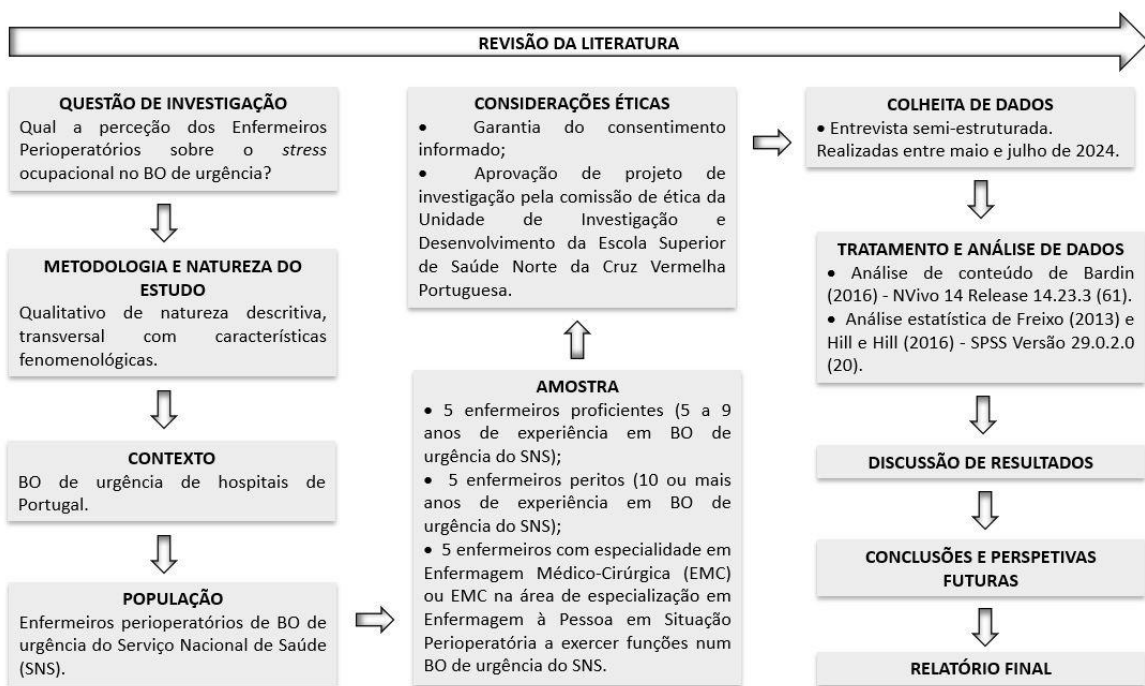 REVISÃO DA LITERATURA
QUESTÃO DE INVESTIGAÇÃO
Qual a perceção dos Enfermeiros
Perioperatórios sobre o stress
ocupacional no BO de urgência?
METODOLOGIA E NATUREZA DO
ESTUDO
Qualitativo de natureza descritiva,
transversal com características
fenomenológicas.
CONTEXTO
BO de urgência de hospitais de
Portugal.
POPULAÇÃO
Enfermeiros perioperatórios de BO de
urgência do Serviço Nacional de Saúde
(SNS).
CONSIDERAÇÕES ÉTICAS
• Garantia do consentimento
informado;
• Aprovação de projeto de
investigação pela comissão de ética da
Unidade de Investigação e
Desenvolvimento da Escola Superior
de Saúde Norte da Cruz Vermelha
Portuguesa.
AMOSTRA
• 5 enfermeiros proficientes (5 a 9
anos de experiência em BO de
urgência do SNS);
• 5 enfermeiros peritos (10 ou mais
anos de experiência em BO de
urgência do SNS);
• 5 enfermeiros com especialidade em
Enfermagem Médico-Cirúrgica (EMC)
ou EMC na área de especialização em
Enfermagem à Pessoa em Situação
Perioperatória a exercer funções num
BO de urgência do SNS.
COLHEITA DE DADOS
• Entrevista semi-estruturada.
Realizadas entre maio e julho de 2024.
TRATAMENTO E ANÁLISE DE DADOS
• Análise de conteúdo de Bardin
(2016) - NVivo 14 Release 14.23.3 (61).
• Análise estatística de Freixo (2013) e
Hill e Hill (2016) - SPSS Versão 29.0.2.0
(20).
DISCUSSÃO DE RESULTADOS
CONCLUSÕES E PERSPETIVAS
FUTURAS
RELATÓRIO FINAL